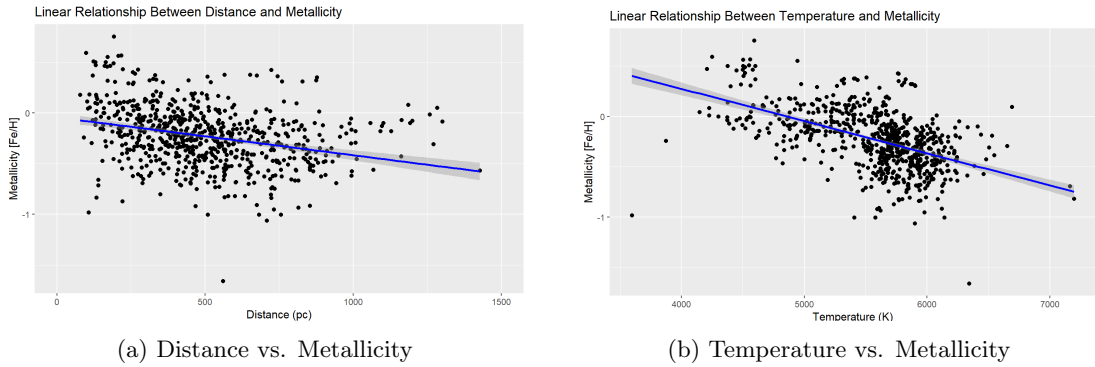 Linear Relationship Between Distance and Metallicity
Metallicity [Fe/H]
0
-1
0
500
1000
1500
Distance (pc)
(a) Distance vs. Metallicity
Linear Relationship Between Temperature and Metallicity
Metallicity [Fe/H]
0
-1
4000
5000
6000
7000
Temperature (K)
(b) Temperature vs. Metallicity